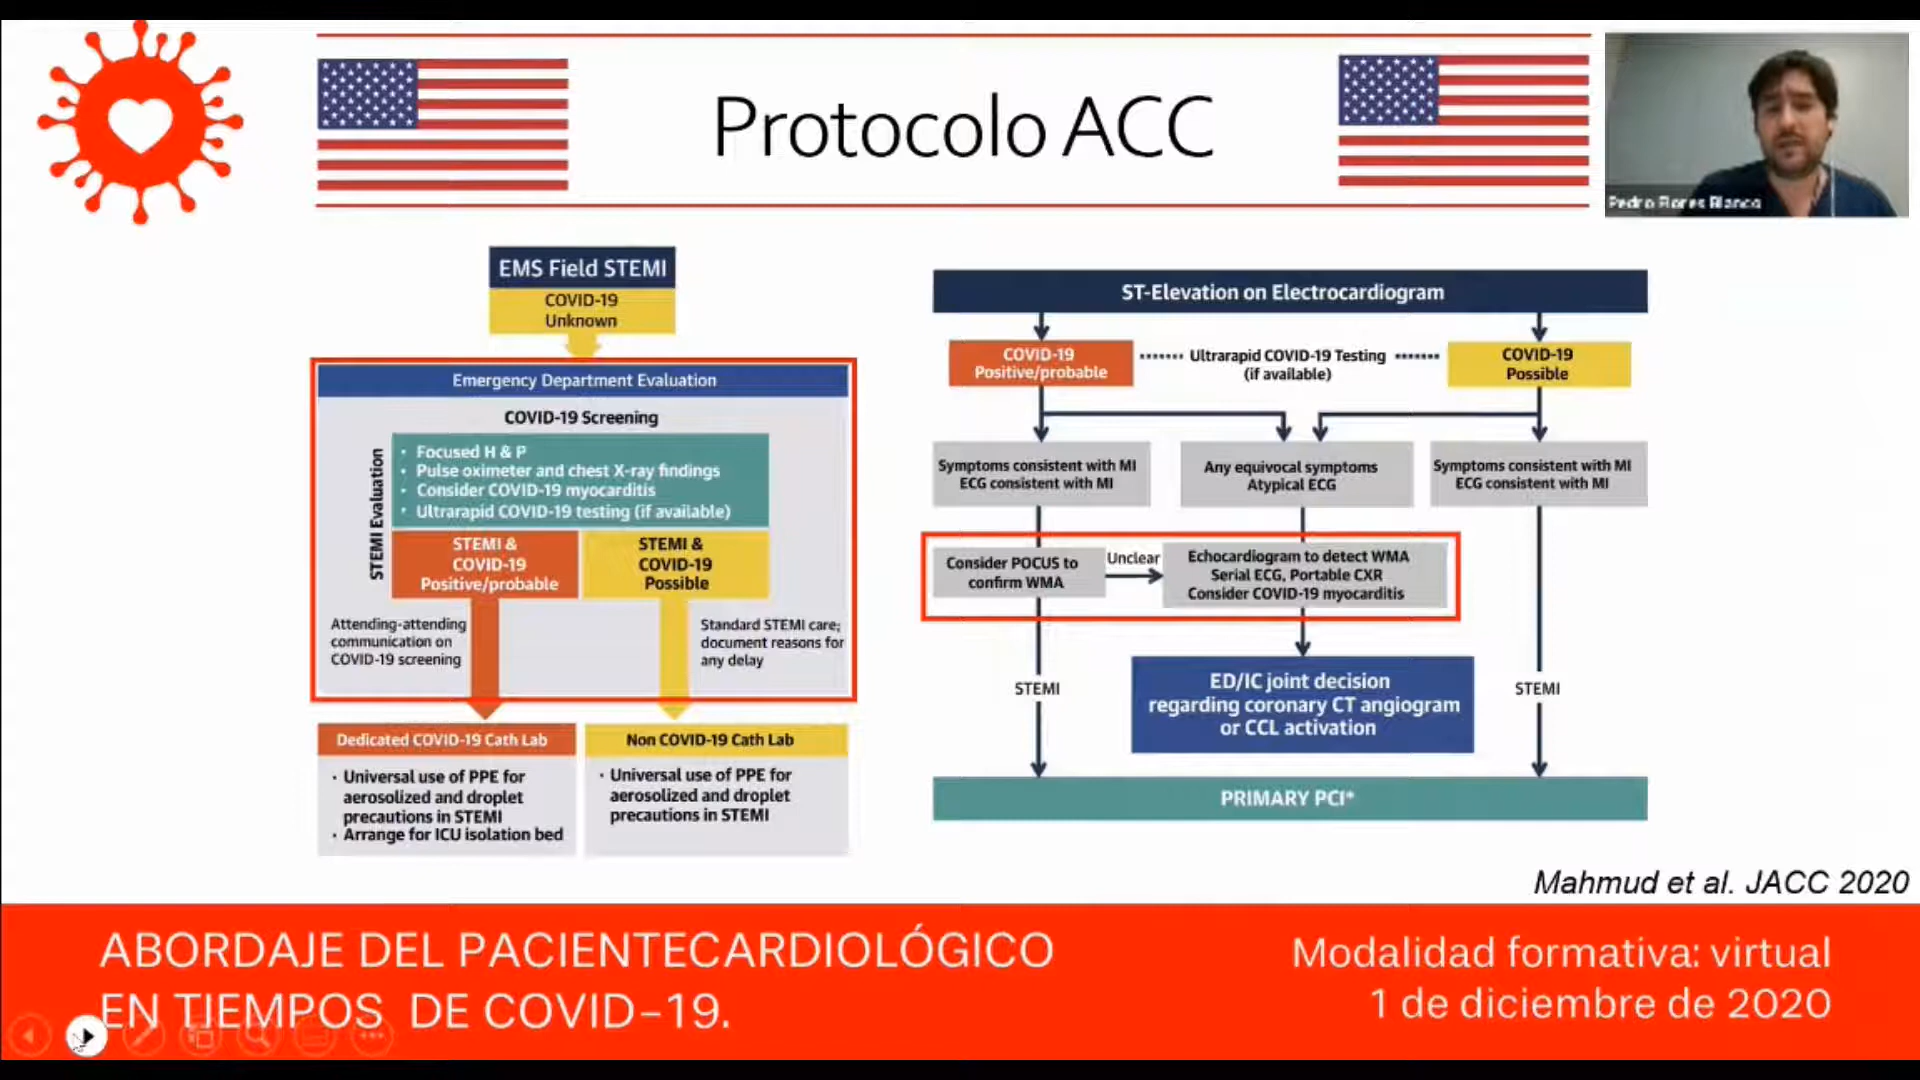 Protocolo ACC
Pedro Flores Blanco
EMS Field STEMI
COVID-19
Unknown
Emergency Department Evaluation
COVID-19 Screening
STEMI Evaluation
· Focused H & P
· Pulse oximeter and chest X-ray findings
· Consider COVID-19 myocarditis
· Ultrarapid COVID-19 testing (if available)
STEMI &
COVID-19
Positive/probable
STEMI &
COVID-19
Possible
Attending-attending
communication on
COVID-19 screening
Standard STEMI care;
document reasons for
any delay
Dedicated COVID-19 Cath Lab
· Universal use of PPE for
aerosolized and droplet
precautions in STEMI
· Arrange for ICU isolation bed
Non COVID-19 Cath Lab
· Universal use of PPE for
aerosolized and droplet
precautions in STEMI
ST-Elevation on Electrocardiogram
COVID-19
Positive/probable
Ultrarapid COVID-19 Testing
(if available)
COVID-19
Possible
Symptoms consistent with MI
ECG consistent with MI
Any equivocal symptoms
Atypical ECG
Symptoms consistent with MI
ECG consistent with MI
Consider POCUS to
confirm WMA
Unclear
Echocardiogram to detect WMA
Serial ECG, Portable CXR
Consider COVID-19 myocarditis
STEMI
ED/IC joint decision
regarding coronary CT angiogram
or CCL activation
STEMI
PRIMARY PCI*
Mahmud et al. JACC 2020
ABORDAJE DEL PACIENTECARDIOLÓGICO
EN TIEMPOS DE COVID-19.
Modalidad formativa: virtual
1 de diciembre de 2020